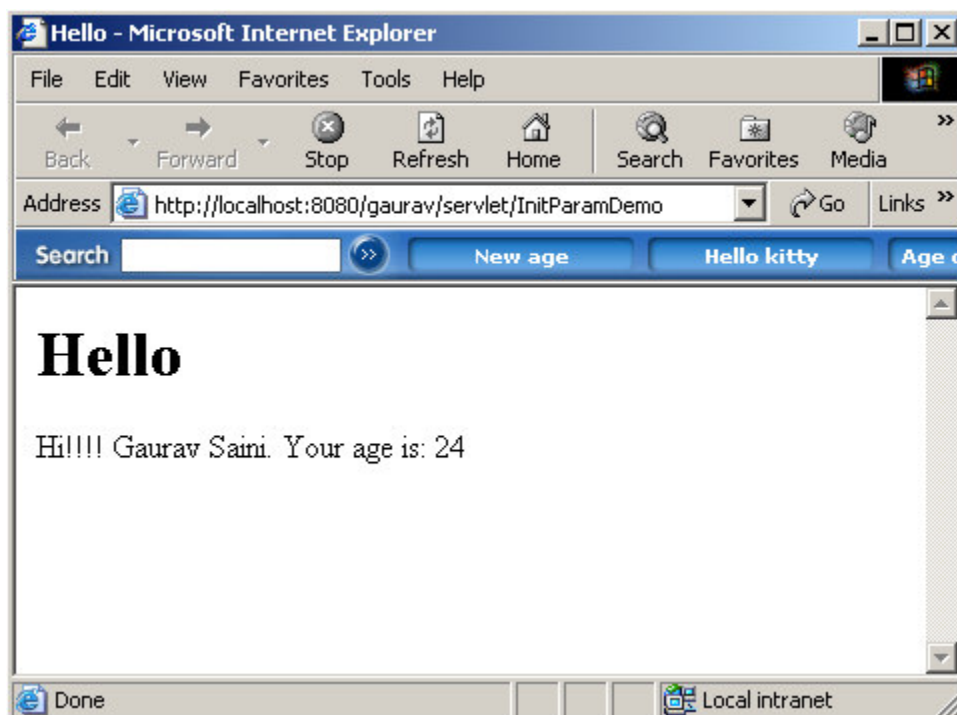 Hello - Microsoft Internet Explorer
File Edit View Favorites Tools Help
Back Forward Stop Refresh Home Search Favorites Media »
Address http://localhost:8080/gaurav/servlet/InitParamDemo Go Links »
Search >> New age Hello kitty Age
Hello
Hi!!!! Gaurav Saini. Your age is: 24
Done Local intranet